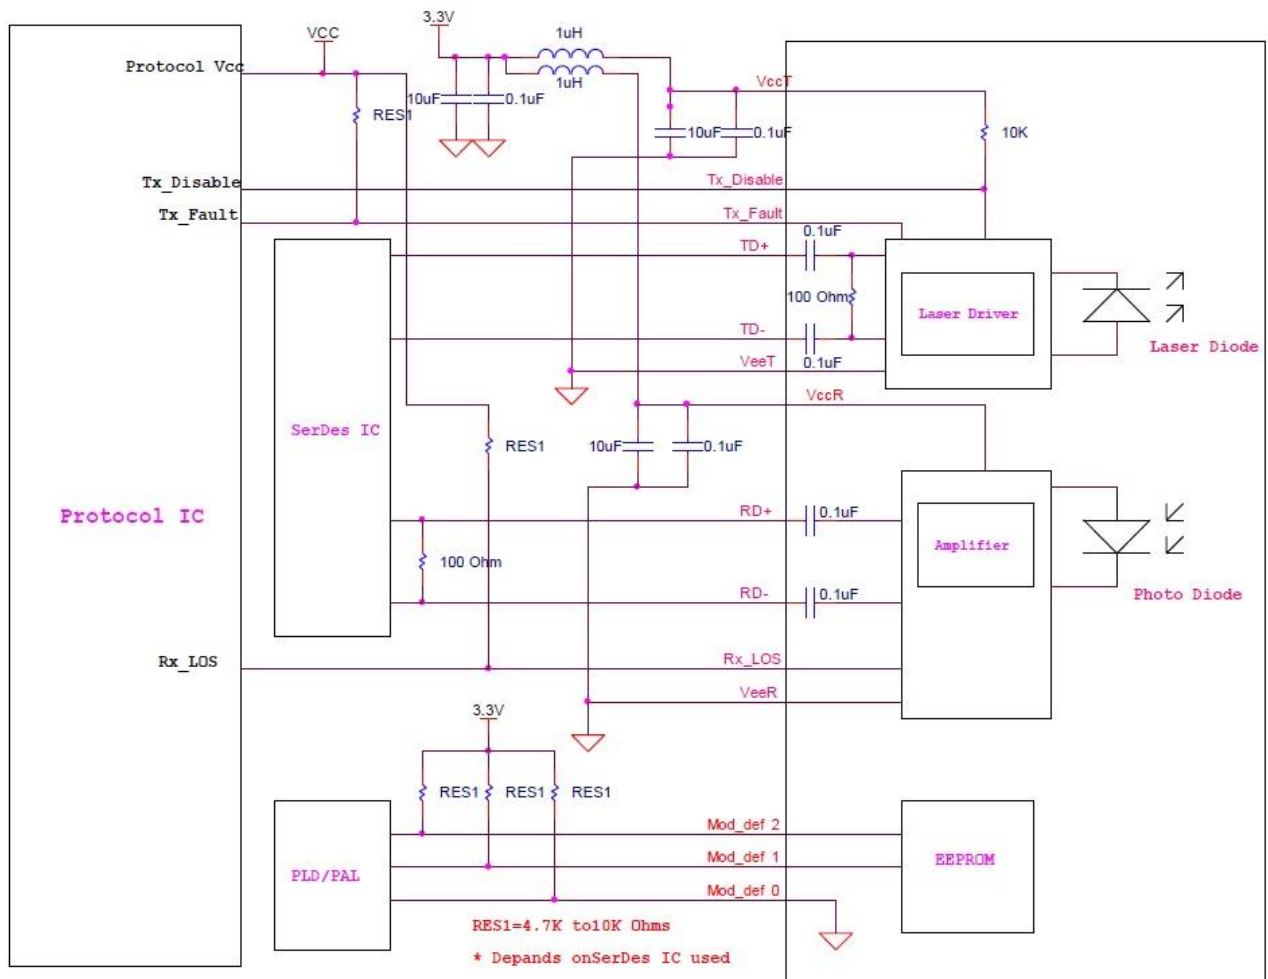 3.3V
VCC
1uH
Protocol Vcc
1uH
VccT
10uF
0.1uF
RES1
10uF
0.1uF
10K
Tx_Disable
Tx_Disable
Tx_Fault
Tx_Fault
0.1uF
TD+
100 Ohm
Laser Driver
TD-
Laser Diode
VeeT
0.1uF
VccR
SerDes IC
RES1
10uF
0.1uF
Protocol IC
RD+
0.1uF
Amplifier
100 Ohm
RD-
0.1uF
Photo Diode
Rx_LOS
Rx_LOS
VeeR
3.3V
RES1
RES1
RES1
Mod_def 2
Mod_def 1
EEPROM
PLD/PAL
Mod_def 0
RES1=4.7K to10K Ohms
* Depands onSerDes IC used